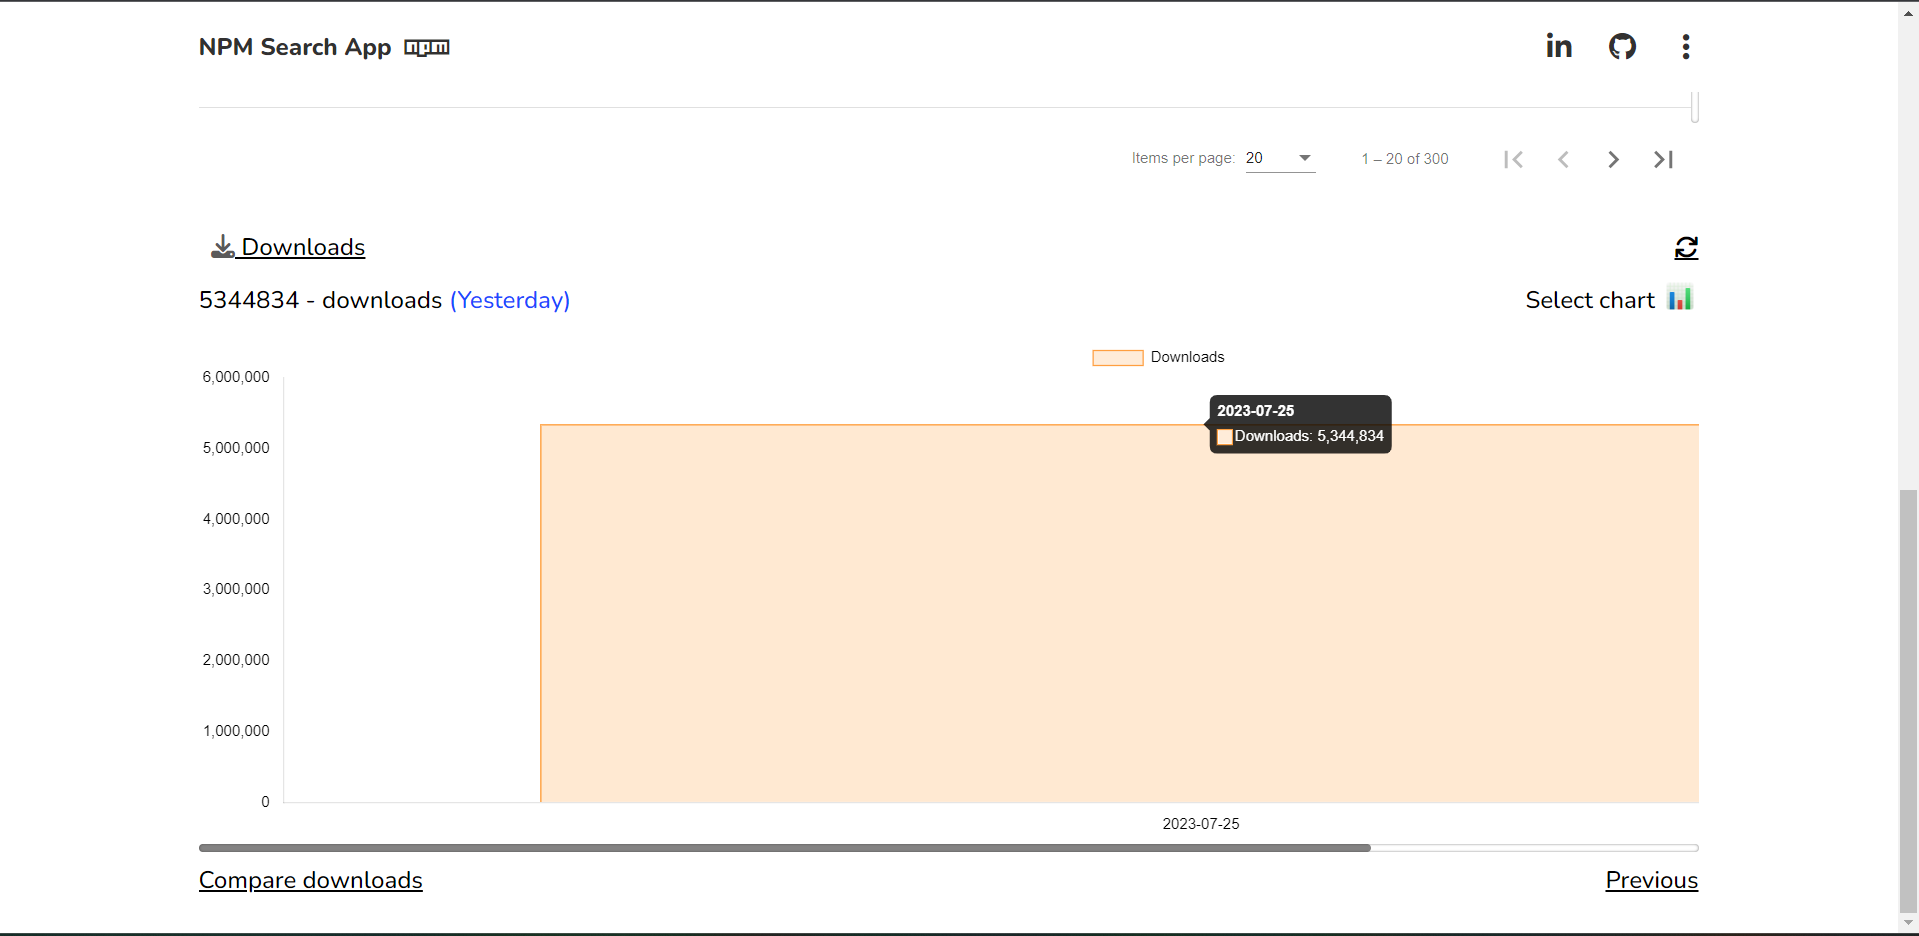 NPM Search App npm
Items per page: 20 1 – 20 of 300
Downloads
5344834 - downloads (Yesterday)
Select chart
Downloads
6,000,000
5,000,000
4,000,000
3,000,000
2,000,000
1,000,000
0
2023-07-25
Downloads: 5,344,834
2023-07-25
Compare downloads
Previous